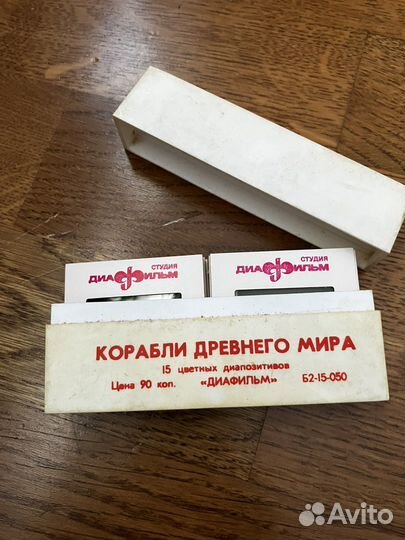 СТУДИЯ
ДИАФИЛЬМ
СТУДИЯ
ДИАФИЛЬМ
КОРАБЛИ ДРЕВНЕГО МИРА
15 цветных диапозитивов
Цена 90 коп. «ДИАФИЛЬМ» Б2-15-050
Avito